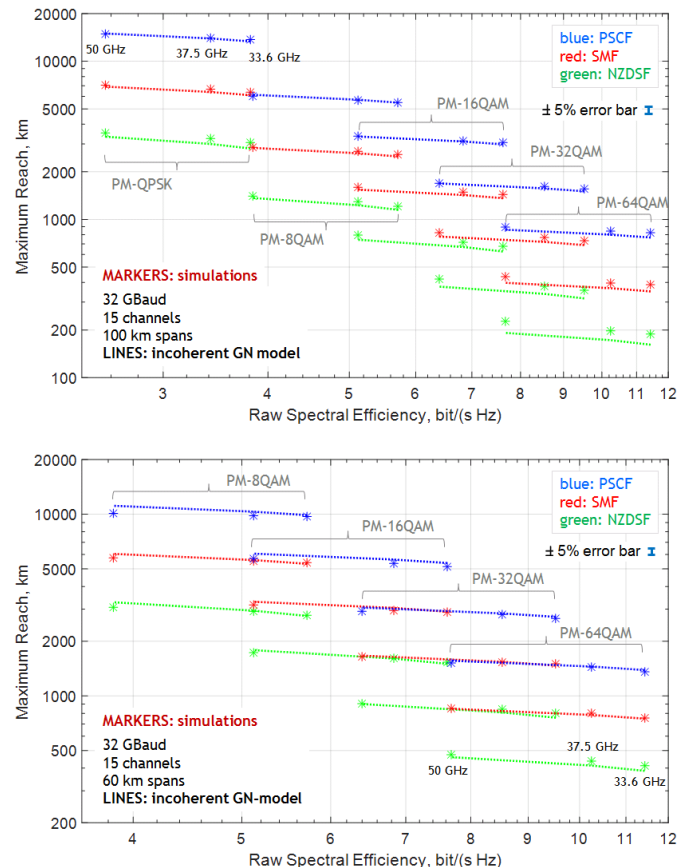 20000
10000
5000
2000
1000
500
200
100
Maximum Reach, km
50 GHz
37.5 GHz
33.6 GHz
blue: PSCF
red: SMF
green: NZDSF
± 5% error bar
PM-16QAM
PM-32QAM
PM-64QAM
PM-QPSK
PM-8QAM
MARKERS: simulations
32 GBaud
15 channels
100 km spans
LINES: incoherent GN model
3 4 5 6 7 8 9 10 11 12
Raw Spectral Efficiency, bit/(s Hz)
20000
10000
5000
2000
1000
500
200
Maximum Reach, km
PM-8QAM
PM-16QAM
PM-32QAM
PM-64QAM
blue: PSCF
red: SMF
green: NZDSF
± 5% error bar
MARKERS: simulations
32 GBaud
15 channels
60 km spans
LINES: incoherent GN-model
50 GHz
37.5 GHz
33.6 GHz
4 5 6 7 8 9 10 11 12
Raw Spectral Efficiency, bit/(s Hz)